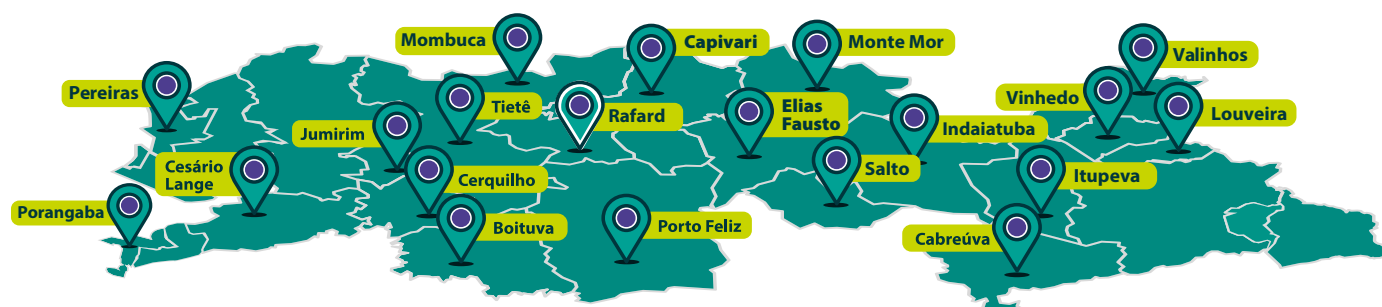 Mombuca
Capivari
Monte Mor
Valinhos
Pereiras
Tietê
Rafard
Elias
Fausto
Vinhedo
Louveira
Jumirim
Indaiatuba
Cesário
Lange
Cerquilho
Salto
Itupeva
Porangaba
Boituva
Porto Feliz
Cabreúva